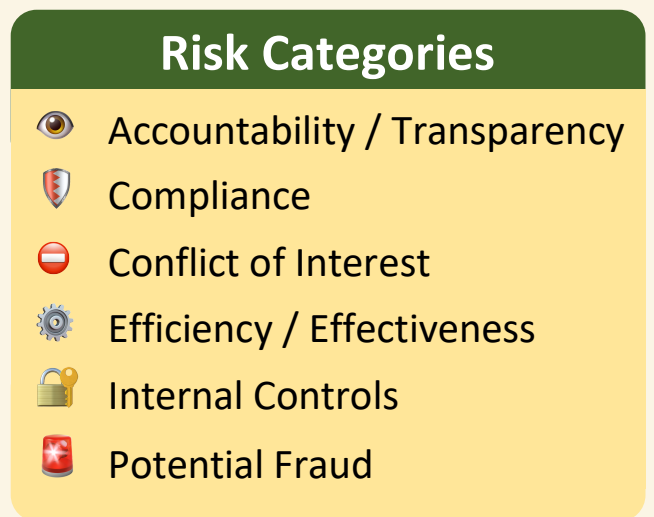 Risk Categories
Accountability / Transparency
Compliance
Conflict of Interest
Efficiency / Effectiveness
Internal Controls
Potential Fraud